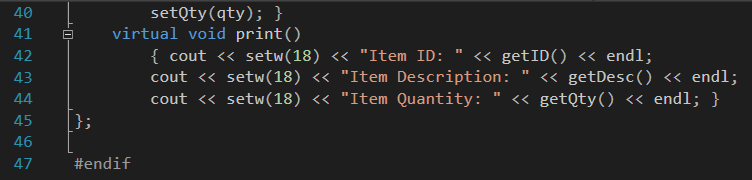 40 setQty(qty); }
41 virtual void print()
42 { cout << setw(18) << "Item ID: " << getID() << endl;
43 cout << setw(18) << "Item Description: " << getDesc() << endl;
44 cout << setw(18) << "Item Quantity: " << getQty() << endl; }
45 };
46
47 #endif